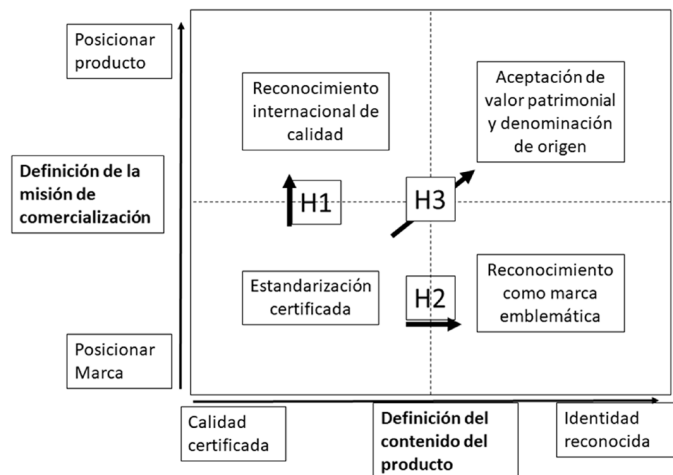 Posicionar
producto
Reconocimiento
internacional de
calidad
Aceptación de
valor patrimonial
y denominación
de origen
Definición de la
misión de
comercialización
H1
H3
Estandarización
certificada
H2
Reconocimiento
como marca
emblemática
Posicionar
Marca
Calidad
certificada
Definición del
contenido del
producto
Identidad
reconocida